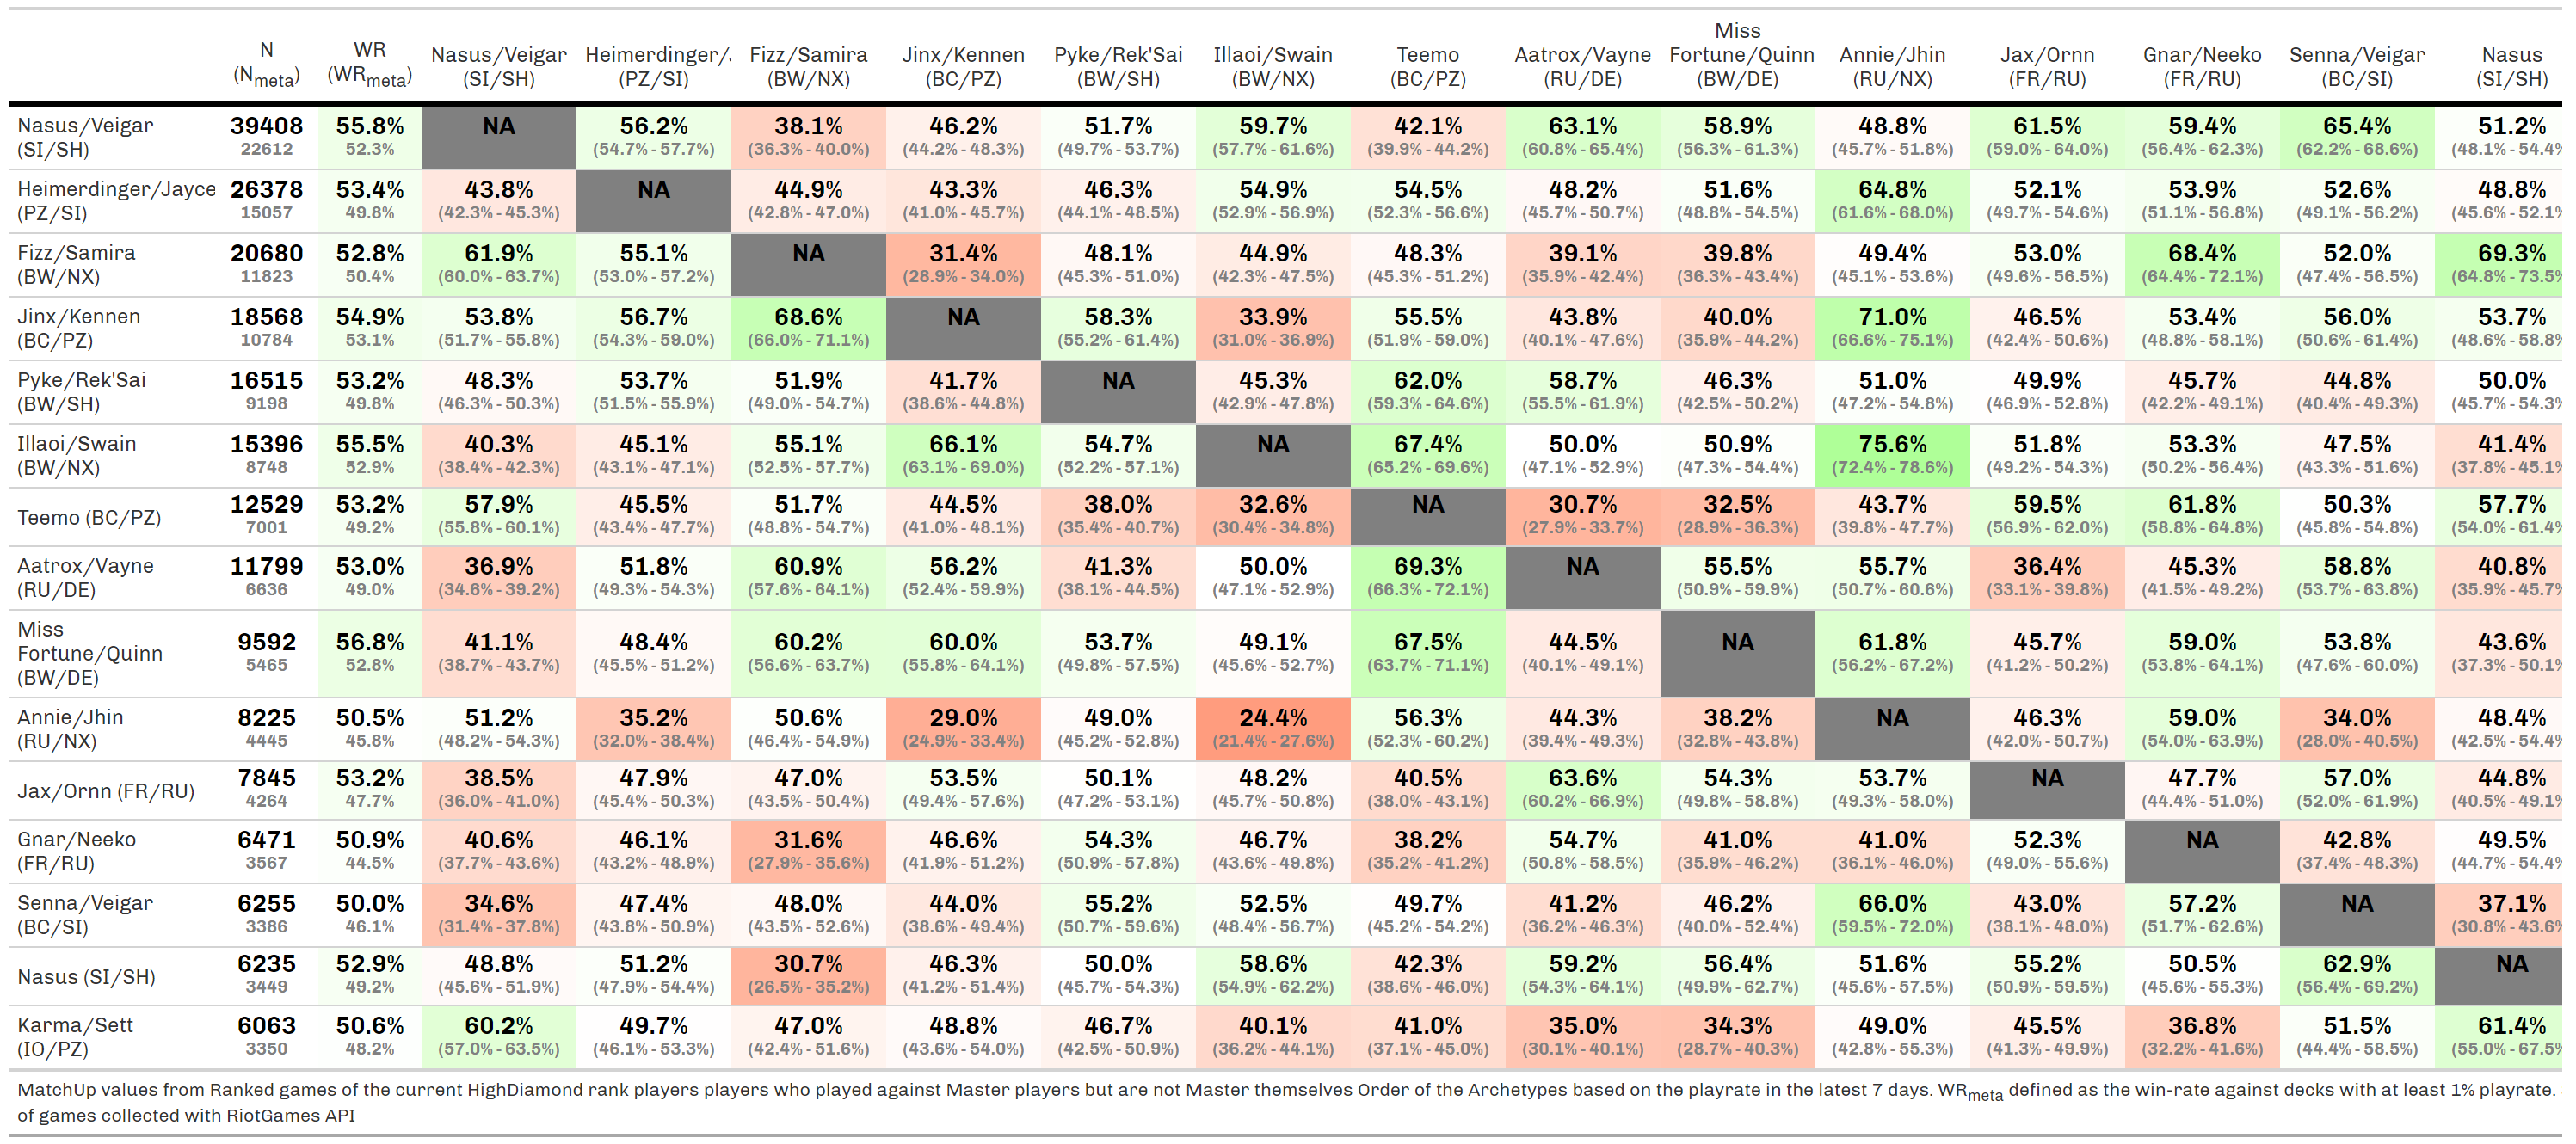 N (N_meta) WR (WR_meta) Nasus/Veigar (SI/SH) Heimerdinger/ (PZ/SI) Fizz/Samira (BW/NX) Jinx/Kennen (BC/PZ) Pyke/Rek'Sai (BW/SH) Illaoi/Swain (BW/NX) Teemo (BC/PZ) Aatrox/Vayne (RU/DE) Miss Fortune/Quinn (BW/DE) Annie/Jhin (RU/NX) Jax/Ornn (FR/RU) Gnar/Neeko (FR/RU) Senna/Veigar (BC/SI) Nasus (SI/SH)
Nasus/Veigar 39408 55.8% NA 56.2% 38.1% 46.2% 51.7% 59.7% 42.1% 63.1% 58.9% 48.8% 61.5% 59.4% 65.4% 51.2%
(SI/SH) 22612 52.3% (54.7% - 57.7%) (36.3% - 40.0%) (44.2% - 48.3%) (49.7% - 53.7%) (57.7% - 61.6%) (39.9% - 44.2%) (60.8% - 65.4%) (56.3% - 61.3%) (45.7% - 51.8%) (59.0% - 64.0%) (56.4% - 62.3%) (62.2% - 68.6%) (48.1% - 54.4%
Heimerdinger/Jayce 26378 53.4% 43.8% NA 44.9% 43.3% 46.3% 54.9% 54.5% 48.2% 51.6% 64.8% 52.1% 53.9% 52.6% 48.8%
(PZ/SI) 15057 49.8% (42.3% - 45.3%) (42.8% - 47.0%) (41.0% - 45.7%) (44.1% - 48.5%) (52.9% - 56.9%) (52.3% - 56.6%) (45.7% - 50.7%) (48.8% - 54.5%) (61.6% - 68.0%) (49.7% - 54.6%) (51.1% - 56.8%) (49.1% - 56.2%) (45.6% - 52.1%
Fizz/Samira 20680 52.8% 61.9% 55.1% NA 31.4% 48.1% 44.9% 48.3% 39.1% 39.8% 49.4% 53.0% 68.4% 52.0% 69.3%
(BW/NX) 11823 50.4% (60.0% - 63.7%) (53.0% - 57.2%) (28.9% - 34.0%) (45.3% - 51.0%) (42.3% - 47.5%) (45.3% - 51.2%) (35.9% - 42.4%) (36.3% - 43.4%) (45.1% - 53.6%) (49.6% - 56.5%) (64.4% - 72.1%) (47.4% - 56.5%) (64.8% - 73.5%
Jinx/Kennen 18568 54.9% 53.8% 56.7% 68.6% NA 58.3% 33.9% 55.5% 43.8% 40.0% 71.0% 46.5% 53.4% 56.0% 53.7%
(BC/PZ) 10784 53.1% (51.7% - 55.8%) (54.3% - 59.0%) (66.0% - 71.1%) (55.2% - 61.4%) (31.0% - 36.9%) (51.9% - 59.0%) (40.1% - 47.6%) (35.9% - 44.2%) (66.6% - 75.1%) (42.4% - 50.6%) (48.8% - 58.1%) (50.6% - 61.4%) (48.6% - 58.8%
Pyke/Rek'Sai 16515 53.2% 48.3% 53.7% 51.9% 41.7% NA 45.3% 62.0% 58.7% 46.3% 51.0% 49.9% 45.7% 44.8% 50.0%
(BW/SH) 9198 49.8% (46.3% - 50.3%) (51.5% - 55.9%) (49.0% - 54.7%) (38.6% - 44.8%) (42.9% - 47.8%) (59.3% - 64.6%) (55.5% - 61.9%) (42.5% - 50.2%) (47.2% - 54.8%) (46.9% - 52.8%) (42.2% - 49.1%) (40.4% - 49.3%) (45.7% - 54.3%
Illaoi/Swain 15396 55.5% 40.3% 45.1% 55.1% 66.1% 54.7% NA 67.4% 50.0% 50.9% 75.6% 51.8% 53.3% 47.5% 41.4%
(BW/NX) 8748 52.9% (38.4% - 42.3%) (43.1% - 47.1%) (52.5% - 57.7%) (63.1% - 69.0%) (52.2% - 57.1%) (65.2% - 69.6%) (47.1% - 52.9%) (47.3% - 54.4%) (72.4% - 78.6%) (49.2% - 54.3%) (50.2% - 56.4%) (43.3% - 51.6%) (37.8% - 45.1%
Teemo (BC/PZ) 12529 53.2% 57.9% 45.5% 51.7% 44.5% 38.0% 32.6% NA 30.7% 32.5% 43.7% 59.5% 61.8% 50.3% 57.7%
7001 49.2% (55.8% - 60.1%) (43.4% - 47.7%) (48.8% - 54.7%) (41.0% - 48.1%) (35.4% - 40.7%) (30.4% - 34.8%) (27.9% - 33.7%) (28.9% - 36.3%) (39.8% - 47.7%) (56.9% - 62.0%) (58.8% - 64.8%) (45.8% - 54.8%) (54.0% - 61.4%
Aatrox/Vayne 11799 53.0% 36.9% 51.8% 60.9% 56.2% 41.3% 50.0% 69.3% NA 55.5% 55.7% 36.4% 45.3% 58.8% 40.8%
(RU/DE) 6636 49.0% (34.6% - 39.2%) (49.3% - 54.3%) (57.6% - 64.1%) (52.4% - 59.9%) (38.1% - 44.5%) (47.1% - 52.9%) (66.3% - 72.1%) (50.9% - 59.9%) (50.7% - 60.6%) (33.1% - 39.8%) (41.5% - 49.2%) (53.7% - 63.8%) (35.9% - 45.7%
Miss
Fortune/Quinn 9592 56.8% 41.1% 48.4% 60.2% 60.0% 53.7% 49.1% 67.5% 44.5% NA 61.8% 45.7% 59.0% 53.8% 43.6%
(BW/DE) 5465 52.8% (38.7% - 43.7%) (45.5% - 51.2%) (56.6% - 63.7%) (55.8% - 64.1%) (49.8% - 57.5%) (45.6% - 52.7%) (63.7% - 71.1%) (40.1% - 49.1%) (56.2% - 67.2%) (41.2% - 50.2%) (53.8% - 64.1%) (47.6% - 60.0%) (37.3% - 50.1%
Annie/Jhin 8225 50.5% 51.2% 35.2% 50.6% 29.0% 49.0% 24.4% 56.3% 44.3% 38.2% NA 46.3% 59.0% 34.0% 48.4%
(RU/NX) 4445 45.8% (48.2% - 54.3%) (32.0% - 38.4%) (46.4% - 54.9%) (24.9% - 33.4%) (45.2% - 52.8%) (21.4% - 27.6%) (52.3% - 60.2%) (39.4% - 49.3%) (32.8% - 43.8%) (42.0% - 50.7%) (54.0% - 63.9%) (28.0% - 40.5%) (42.5% - 54.4%
Jax/Ornn (FR/RU) 7845 53.2% 38.5% 47.9% 47.0% 53.5% 50.1% 48.2% 40.5% 63.6% 54.3% 53.7% NA 47.7% 57.0% 44.8%
4264 47.7% (36.0% - 41.0%) (45.4% - 50.3%) (43.5% - 50.4%) (49.4% - 57.6%) (47.2% - 53.1%) (45.7% - 50.8%) (38.0% - 43.1%) (60.2% - 66.9%) (49.8% - 58.8%) (49.3% - 58.0%) (44.4% - 51.0%) (52.0% - 61.9%) (40.5% - 49.1%
Gnar/Neeko 6471 50.9% 40.6% 46.1% 31.6% 46.6% 54.3% 46.7% 38.2% 54.7% 41.0% 41.0% 52.3% NA 42.8% 49.5%
(FR/RU) 3567 44.5% (37.7% - 43.6%) (43.2% - 48.9%) (27.9% - 35.6%) (41.9% - 51.2%) (50.9% - 57.8%) (43.6% - 49.8%) (35.2% - 41.2%) (50.8% - 58.5%) (35.9% - 46.2%) (36.1% - 46.0%) (49.0% - 55.6%) (37.4% - 48.3%) (44.7% - 54.4%
Senna/Veigar 6255 50.0% 34.6% 47.4% 48.0% 44.0% 55.2% 52.5% 49.7% 41.2% 46.2% 66.0% 43.0% 57.2% NA 37.1%
(BC/SI) 3386 46.1% (31.4% - 37.8%) (43.8% - 50.9%) (43.5% - 52.6%) (38.6% - 49.4%) (50.7% - 59.6%) (48.4% - 56.7%) (45.2% - 54.2%) (36.2% - 46.3%) (40.0% - 52.4%) (59.5% - 72.0%) (38.1% - 48.0%) (51.7% - 62.6%) (30.8% - 43.6%
Nasus (SI/SH) 6235 52.9% 48.8% 51.2% 30.7% 46.3% 50.0% 58.6% 42.3% 59.2% 56.4% 51.6% 55.2% 50.5% 62.9% NA
3449 49.2% (45.6% - 51.9%) (47.9% - 54.4%) (26.5% - 35.2%) (41.2% - 51.4%) (45.7% - 54.3%) (54.9% - 62.2%) (38.6% - 46.0%) (54.3% - 64.1%) (49.9% - 62.7%) (45.6% - 57.5%) (50.9% - 59.5%) (45.6% - 55.3%) (56.4% - 69.2%)
Karma/Sett 6063 50.6% 60.2% 49.7% 47.0% 48.8% 46.7% 40.1% 41.0% 35.0% 34.3% 49.0% 45.5% 36.8% 51.5% 61.4%
(IO/PZ) 3350 48.2% (57.0% - 63.5%) (46.1% - 53.3%) (42.4% - 51.6%) (43.6% - 54.0%) (42.5% - 50.9%) (36.2% - 44.1%) (37.1% - 45.0%) (30.1% - 40.1%) (28.7% - 40.3%) (42.8% - 55.3%) (41.3% - 49.9%) (32.2% - 41.6%) (44.4% - 58.5%) (55.0% - 67.5%
MatchUp values from Ranked games of the current HighDiamond rank players players who played against Master players but are not Master themselves Order of the Archetypes based on the playrate in the latest 7 days. WR_meta defined as the win-rate against decks with at least 1% playrate.
of games collected with RiotGames API